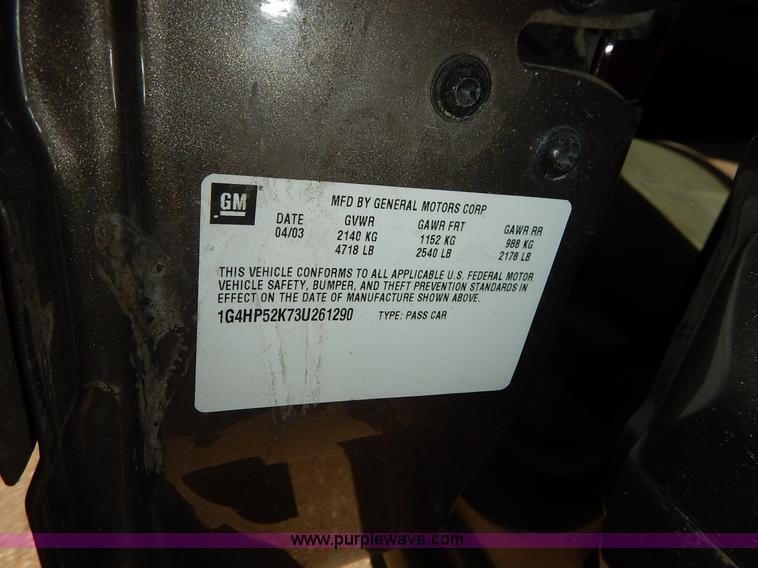 GM®
MFD BY GENERAL MOTORS CORP
DATE GVWR GAWR FRT GAWR RR
04/03 2140 KG 1152 KG 988 KG
4718 LB 2540 LB 2178 LB
THIS VEHICLE CONFORMS TO ALL APPLICABLE U.S. FEDERAL MOTOR
VEHICLE SAFETY, BUMPER, AND THEFT PREVENTION STANDARDS IN
EFFECT ON THE DATE OF MANUFACTURE SHOWN ABOVE.
1G4HP52K73U261290 TYPE: PASS CAR
www.purplewave.com